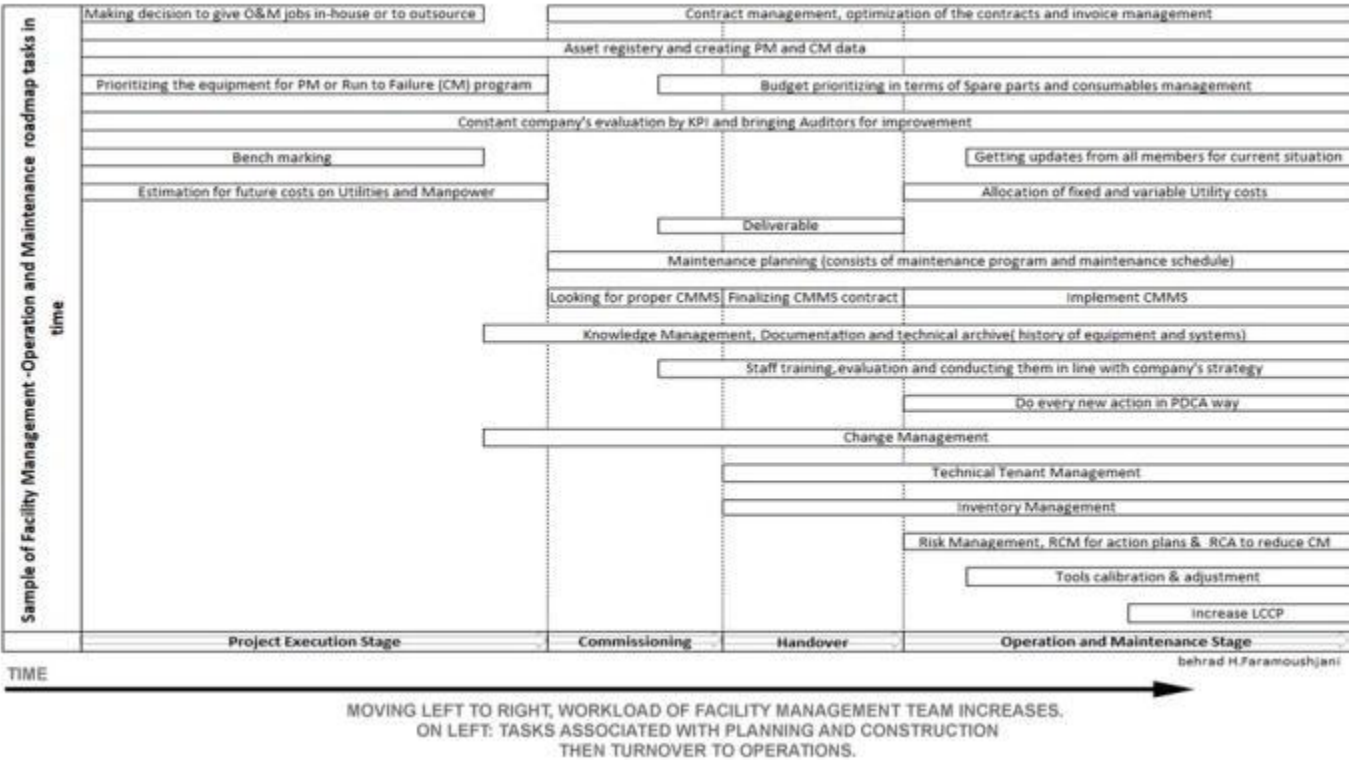 Sample of Facility Management -Operation and Maintenance roadmap tasks in
time
Making decision to give O&M jobs in-house or to outsource
Contract management, optimization of the contracts and invoice management
Asset registery and creating PM and CM data
Prioritizing the equipment for PM or Run to Failure (CM) program
Budget prioritizing in terms of Spare parts and consumables management
Constant company's evaluation by KPI and bringing Auditors for improvement
Bench marking
Getting updates from all members for current situation
Estimation for future costs on Utilities and Manpower
Allocation of fixed and variable Utility costs
Deliverable
Maintenance planning (consists of maintenance program and maintenance schedule)
Looking for proper CMMS
Finalizing CMMS contract
Implement CMMS
Knowledge Management, Documentation and technical archive( history of equipment and systems)
Staff training,evaluation and conducting them in line with company's strategy
Do every new action in PDCA way
Change Management
Technical Tenant Management
Inventory Management
Risk Management, RCM for action plans & RCA to reduce CM
Tools calibration & adjustment
Increase LCCP
Project Execution Stage
Commissioning
Handover
Operation and Maintenance Stage
behrad H.Faramoushjani
TIME
MOVING LEFT TO RIGHT, WORKLOAD OF FACILITY MANAGEMENT TEAM INCREASES.
ON LEFT: TASKS ASSOCIATED WITH PLANNING AND CONSTRUCTION
THEN TURNOVER TO OPERATIONS.